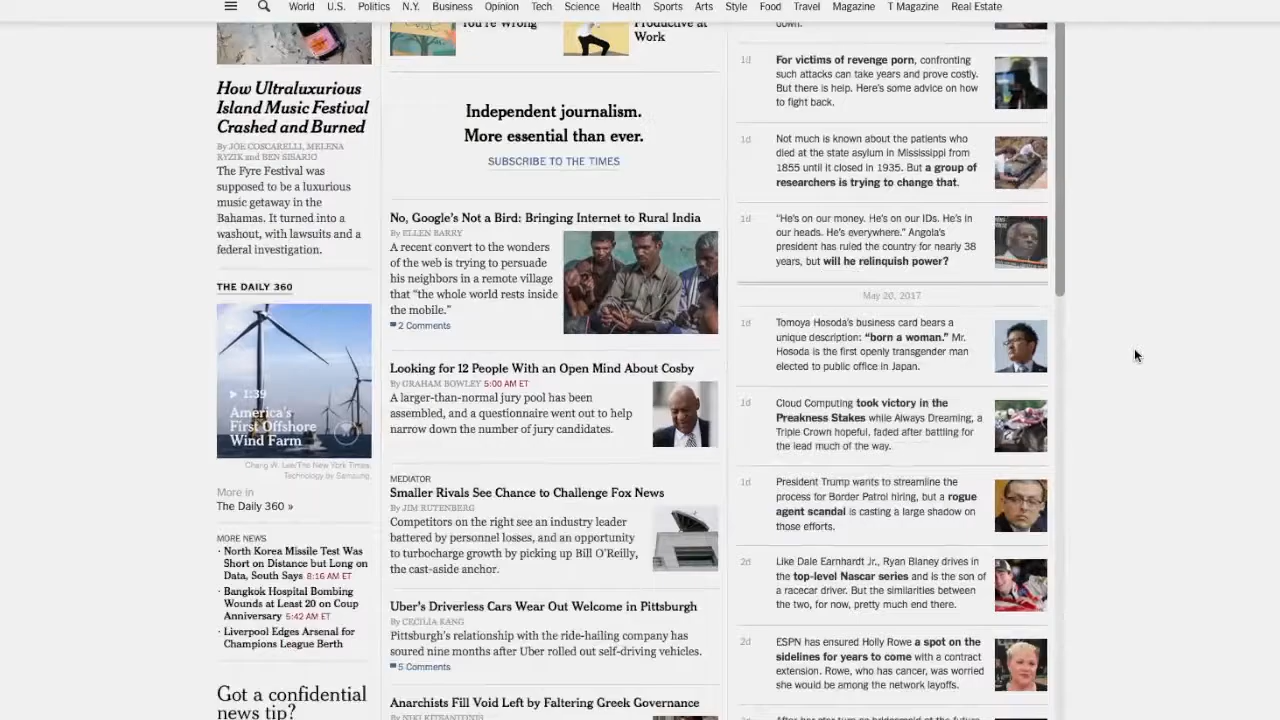 World U.S. Politics N.Y. Business Opinion Tech Science Health Sports Arts Style Food Travel Magazine T Magazine Real Estate
How Ultraluxurious
Island Music Festival
Crashed and Burned
By JOE COSCARELLI, MELENA
RYZIK and BEN SISARIO
The Fyre Festival was
supposed to be a luxurious
music getaway in the
Bahamas. It turned into a
washout, with lawsuits and a
federal investigation.
THE DAILY 360
1:39
America's
First Offshore
Wind Farm
Chang W. Lee/The New York Times.
Technology by Samsung.
More in
The Daily 360 »
MORE NEWS
· North Korea Missile Test Was
Short on Distance but Long on
Data, South Says 8:16 AM ET
· Bangkok Hospital Bombing
Wounds at Least 20 on Coup
Anniversary 5:42 AM ET
· Liverpool Edges Arsenal for
Champions League Berth
Got a confidential
news tip?
You're Wrong
Productive at
Work
Independent journalism.
More essential than ever.
SUBSCRIBE TO THE TIMES
No, Google's Not a Bird: Bringing Internet to Rural India
By ELLEN BARRY
A recent convert to the wonders
of the web is trying to persuade
his neighbors in a remote village
that "the whole world rests inside
the mobile."
2 Comments
Looking for 12 People With an Open Mind About Cosby
By GRAHAM BOWLEY 5:00 AM ET
A larger-than-normal jury pool has been
assembled, and a questionnaire went out to help
narrow down the number of jury candidates.
MEDIATOR
Smaller Rivals See Chance to Challenge Fox News
By JIM RUTENBERG
Competitors on the right see an industry leader
battered by personnel losses, and an opportunity
to turbocharge growth by picking up Bill O'Reilly,
the cast-aside anchor.
Uber's Driverless Cars Wear Out Welcome in Pittsburgh
By CECILIA KANG
Pittsburgh's relationship with the ride-hailing company has
soured nine months after Uber rolled out self-driving vehicles.
5 Comments
Anarchists Fill Void Left by Faltering Greek Governance
By NIKI KITSANTONIS
down.
1d
For victims of revenge porn, confronting
such attacks can take years and prove costly.
But there is help. Here's some advice on how
to fight back.
1d
Not much is known about the patients who
died at the state asylum in Mississippi from
1855 until it closed in 1935. But a group of
researchers is trying to change that.
1d
"He's on our money. He's on our IDs. He's in
our heads. He's everywhere." Angola's
president has ruled the country for nearly 38
years, but will he relinquish power?
May 20, 2017
1d
Tomoya Hosoda's business card bears a
unique description: "born a woman." Mr.
Hosoda is the first openly transgender man
elected to public office in Japan.
1d
Cloud Computing took victory in the
Preakness Stakes while Always Dreaming, a
Triple Crown hopeful, faded after battling for
the lead much of the way.
1d
President Trump wants to streamline the
process for Border Patrol hiring, but a rogue
agent scandal is casting a large shadow on
those efforts.
2d
Like Dale Earnhardt Jr., Ryan Blaney drives in
the top-level Nascar series and is the son of
a racecar driver. But the similarities between
the two, for now, pretty much end there.
2d
ESPN has ensured Holly Rowe a spot on the
sidelines for years to come with a contract
extension. Rowe, who has cancer, was worried
she would be among the network layoffs.